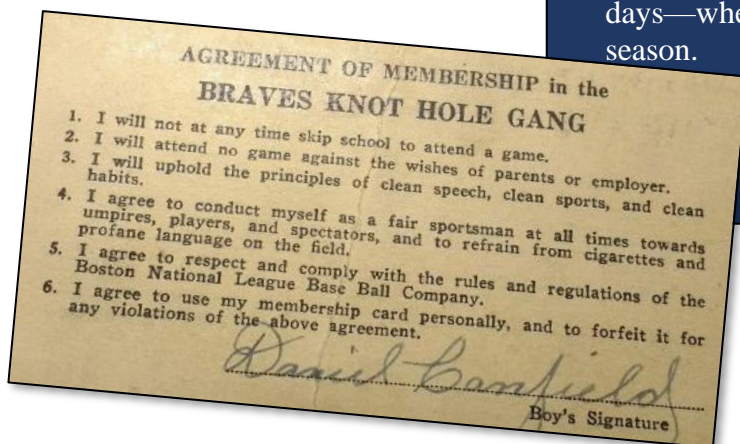 days—whe
season.
AGREEMENT OF MEMBERSHIP in the
BRAVES KNOT HOLE GANG
1. I will not at any time skip school to attend a game.
2. I will attend no game against the wishes of parents or employer.
3. I will uphold the principles of clean speech, clean sports, and clean
habits.
4. I agree to conduct myself as a fair sportsman at all times towards
umpires, players, and spectators, and to refrain from cigarettes and
profane language on the field.
5. I agree to respect and comply with the rules and regulations of the
Boston National League Base Ball Company.
6. I agree to use my membership card personally, and to forfeit it for
any violations of the above agreement.
Daniel Canfield
Boy's Signature